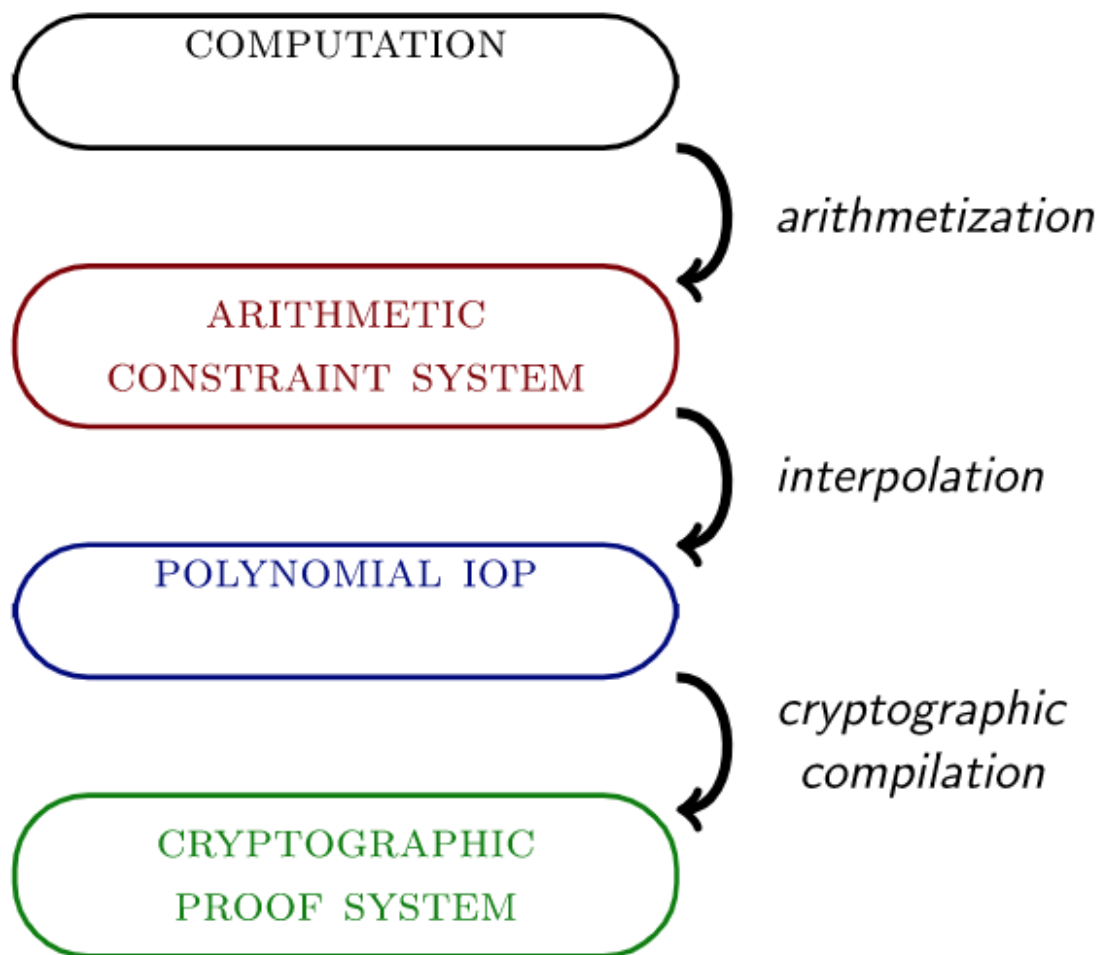 COMPUTATION
arithmetization
ARITHMETIC
CONSTRAINT SYSTEM
interpolation
POLYNOMIAL IOP
cryptographic
compilation
CRYPTOGRAPHIC
PROOF SYSTEM